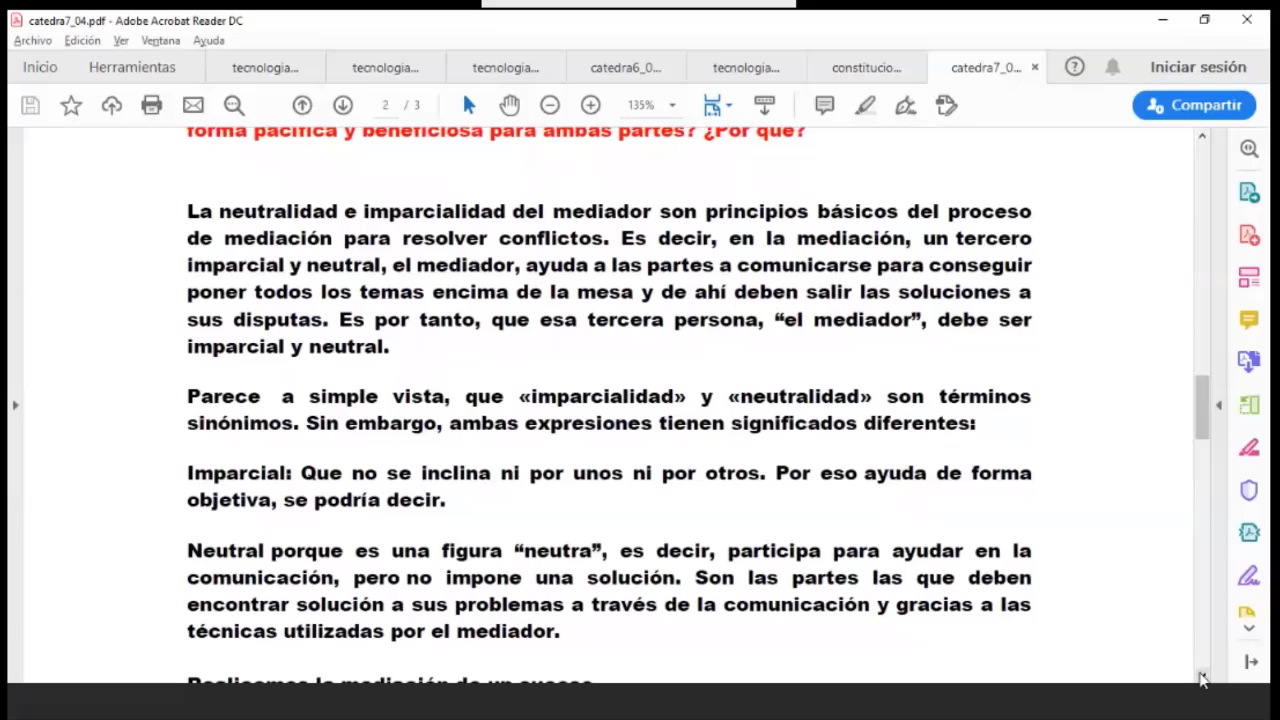 catedra7_04.pdf - Adobe Acrobat Reader DC
Archivo Edición Ver Ventana Ayuda
Inicio Herramientas tecnologia... tecnologia... tecnologia... catedra6_0... tecnologia... constitucio... catedra7_0... × Iniciar sesión
2 / 3 135% Compartir
forma pacífica y beneficiosa para ambas partes? ¿Por qué?
La neutralidad e imparcialidad del mediador son principios básicos del proceso
de mediación para resolver conflictos. Es decir, en la mediación, un tercero
imparcial y neutral, el mediador, ayuda a las partes a comunicarse para conseguir
poner todos los temas encima de la mesa y de ahí deben salir las soluciones a
sus disputas. Es por tanto, que esa tercera persona, “el mediador”, debe ser
imparcial y neutral.
Parece a simple vista, que «imparcialidad» y «neutralidad» son términos
sinónimos. Sin embargo, ambas expresiones tienen significados diferentes:
Imparcial: Que no se inclina ni por unos ni por otros. Por eso ayuda de forma
objetiva, se podría decir.
Neutral porque es una figura “neutra”, es decir, participa para ayudar en la
comunicación, pero no impone una solución. Son las partes las que deben
encontrar solución a sus problemas a través de la comunicación y gracias a las
técnicas utilizadas por el mediador.
Realicemos la mediación de un suceso